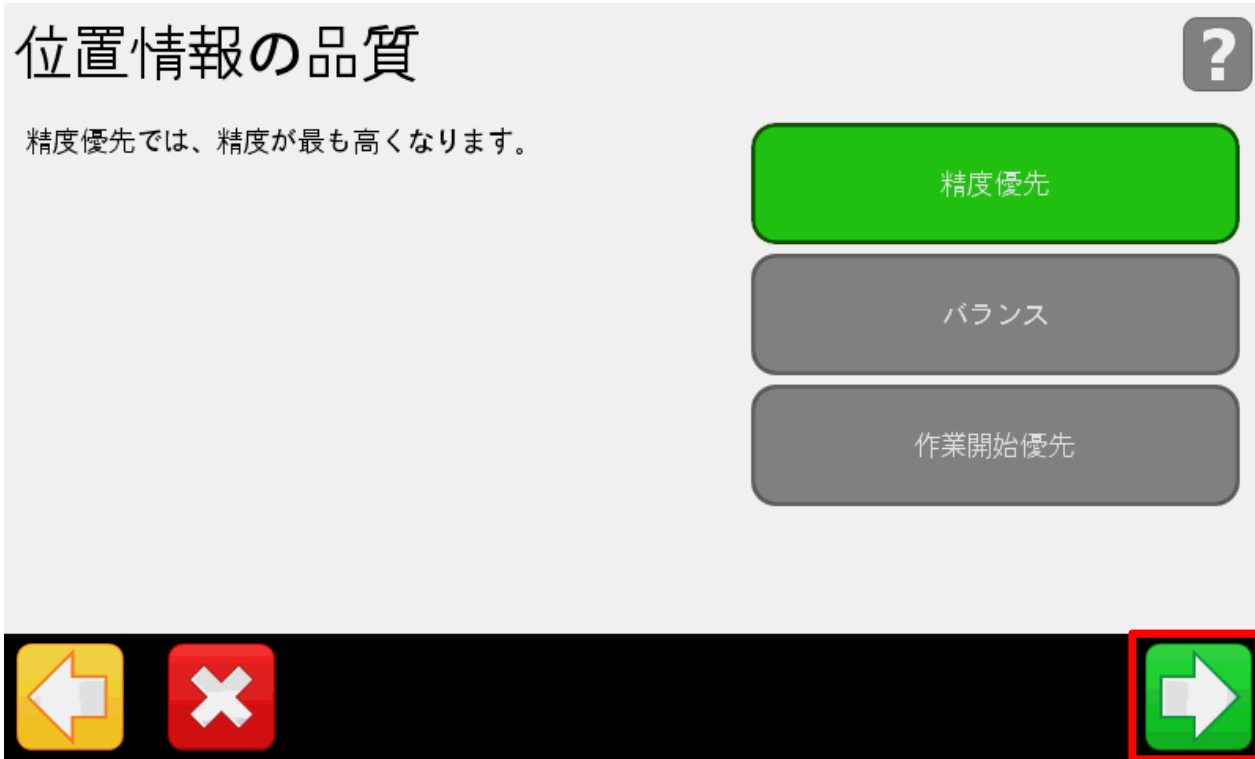 位置情報の品質
?
精度優先では、精度が最も高くなります。
精度優先
バランス
作業開始優先